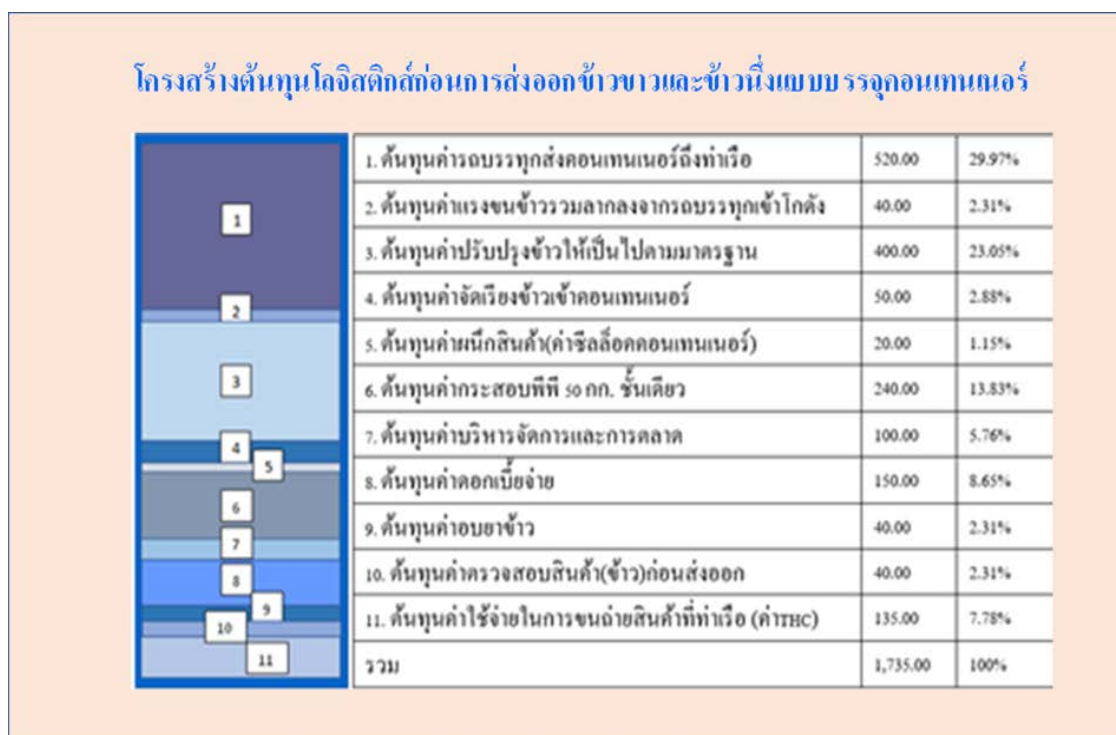 โครงสร้างต้นทุนโลจิสติกส์ก่อนการส่งออกข้าวขาวและข้าวนึ่งแบบบรรจุคอนเทนเนอร์
1
2
3
4
5
6
7
8
9
10
11
1. ต้นทุนค่ารถบรรทุกส่งคอนเทนเนอร์ถึงท่าเรือ 520.00 29.97%
2. ต้นทุนค่าแรงขนข้าวรวมลากลงจากรถบรรทุกเข้าโกดัง 40.00 2.31%
3. ต้นทุนค่าปรับปรุงข้าวให้เป็นไปตามมาตรฐาน 400.00 23.05%
4. ต้นทุนค่าจัดเรียงข้าวเข้าคอนเทนเนอร์ 50.00 2.88%
5. ต้นทุนค่าผนึกสินค้า(ค่าซีลล็อคคอนเทนเนอร์) 20.00 1.15%
6. ต้นทุนค่ากระสอบพีพี 50 กก. ชั้นเดียว 240.00 13.83%
7. ต้นทุนค่าบริหารจัดการและการตลาด 100.00 5.76%
8. ต้นทุนค่าดอกเบี้ยจ่าย 150.00 8.65%
9. ต้นทุนค่าอบยาข้าว 40.00 2.31%
10. ต้นทุนค่าตรวจสอบสินค้า(ข้าว)ก่อนส่งออก 40.00 2.31%
11. ต้นทุนค่าใช้จ่ายในการขนถ่ายสินค้าที่ท่าเรือ (ค่าTHC) 135.00 7.78%
รวม 1,735.00 100%